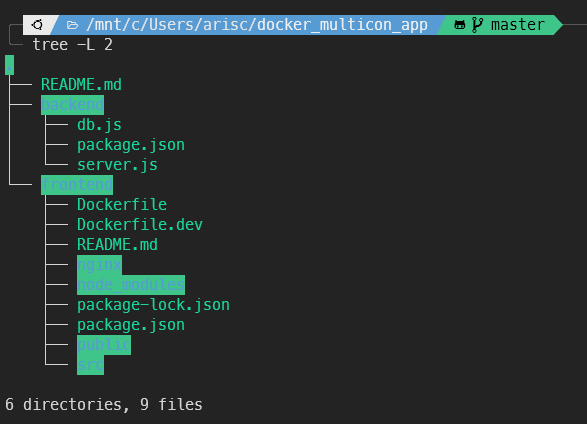 /mnt/c/Users/arisc/docker_multicon_app master
tree -L 2
.
├── README.md
├── backend
│   ├── db.js
│   ├── package.json
│   └── server.js
└── frontend
    ├── Dockerfile
    ├── Dockerfile.dev
    ├── README.md
    ├── nginx
    ├── node_modules
    ├── package-lock.json
    ├── package.json
    ├── public
    └── src
6 directories, 9 files